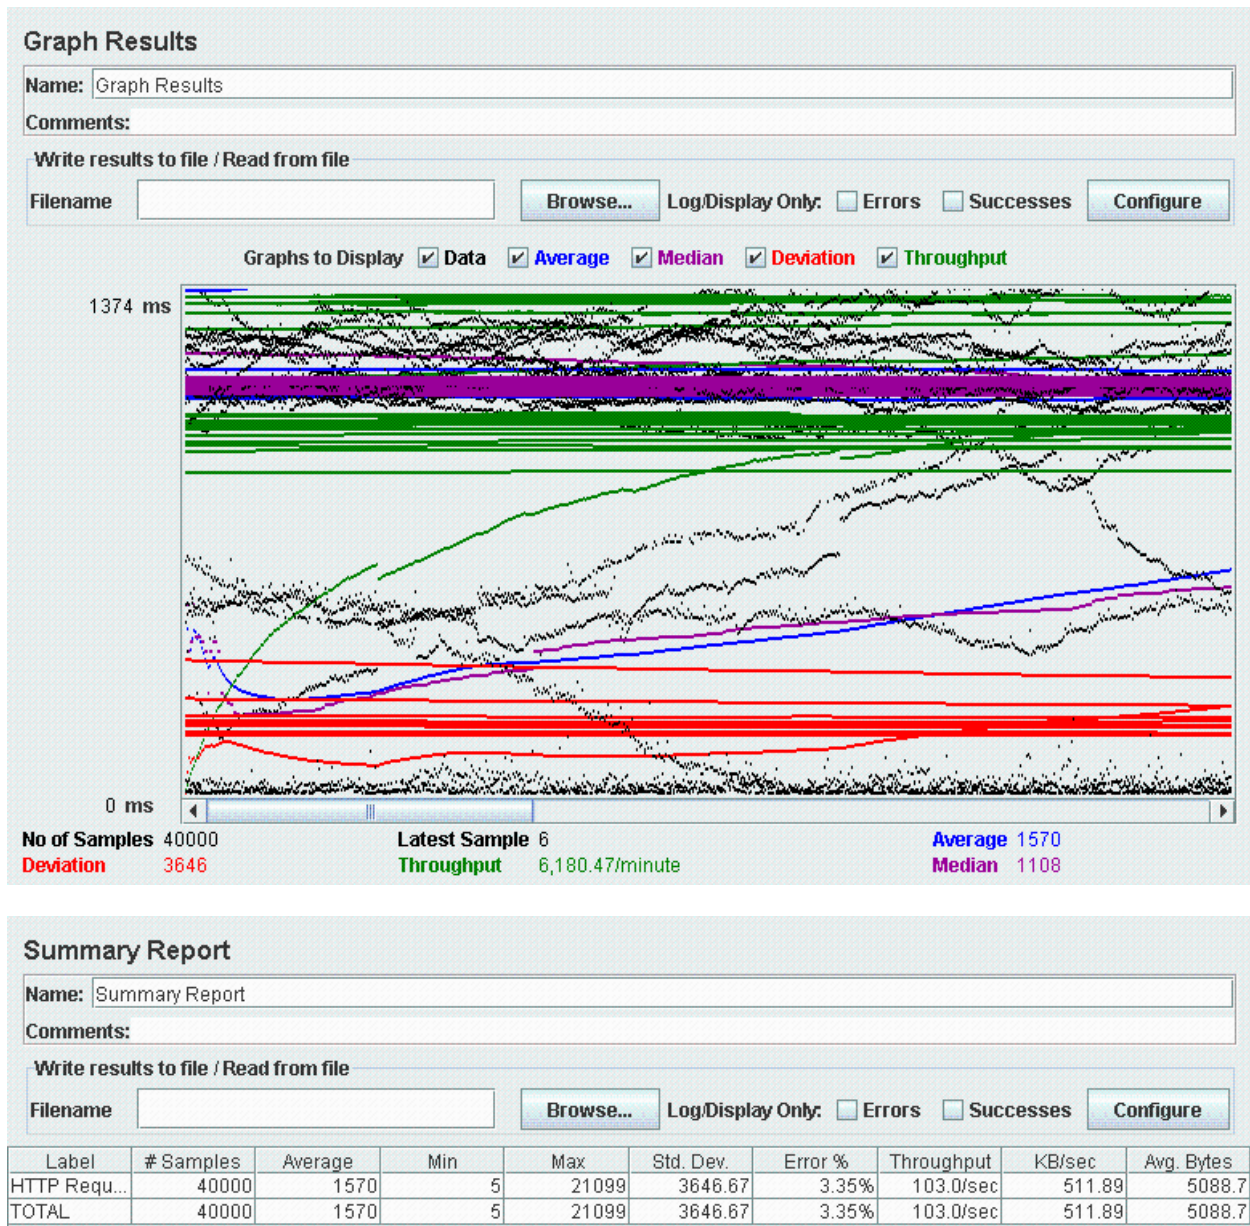 Graph Results
Name: Graph Results
Comments:
Write results to file / Read from file
Filename Browse... Log/Display Only: Errors Successes Configure
Graphs to Display Data Average Median Deviation Throughput
1374 ms
0 ms
No of Samples 40000 Latest Sample 6 Average 1570
Deviation 3646 Throughput 6,180.47/minute Median 1108
Summary Report
Name: Summary Report
Comments:
Write results to file / Read from file
Filename Browse... Log/Display Only: Errors Successes Configure
Label # Samples Average Min Max Std. Dev. Error % Throughput KB/sec Avg. Bytes
HTTP Requ... 40000 1570 5 21099 3646.67 3.35% 103.0/sec 511.89 5088.7
TOTAL 40000 1570 5 21099 3646.67 3.35% 103.0/sec 511.89 5088.7